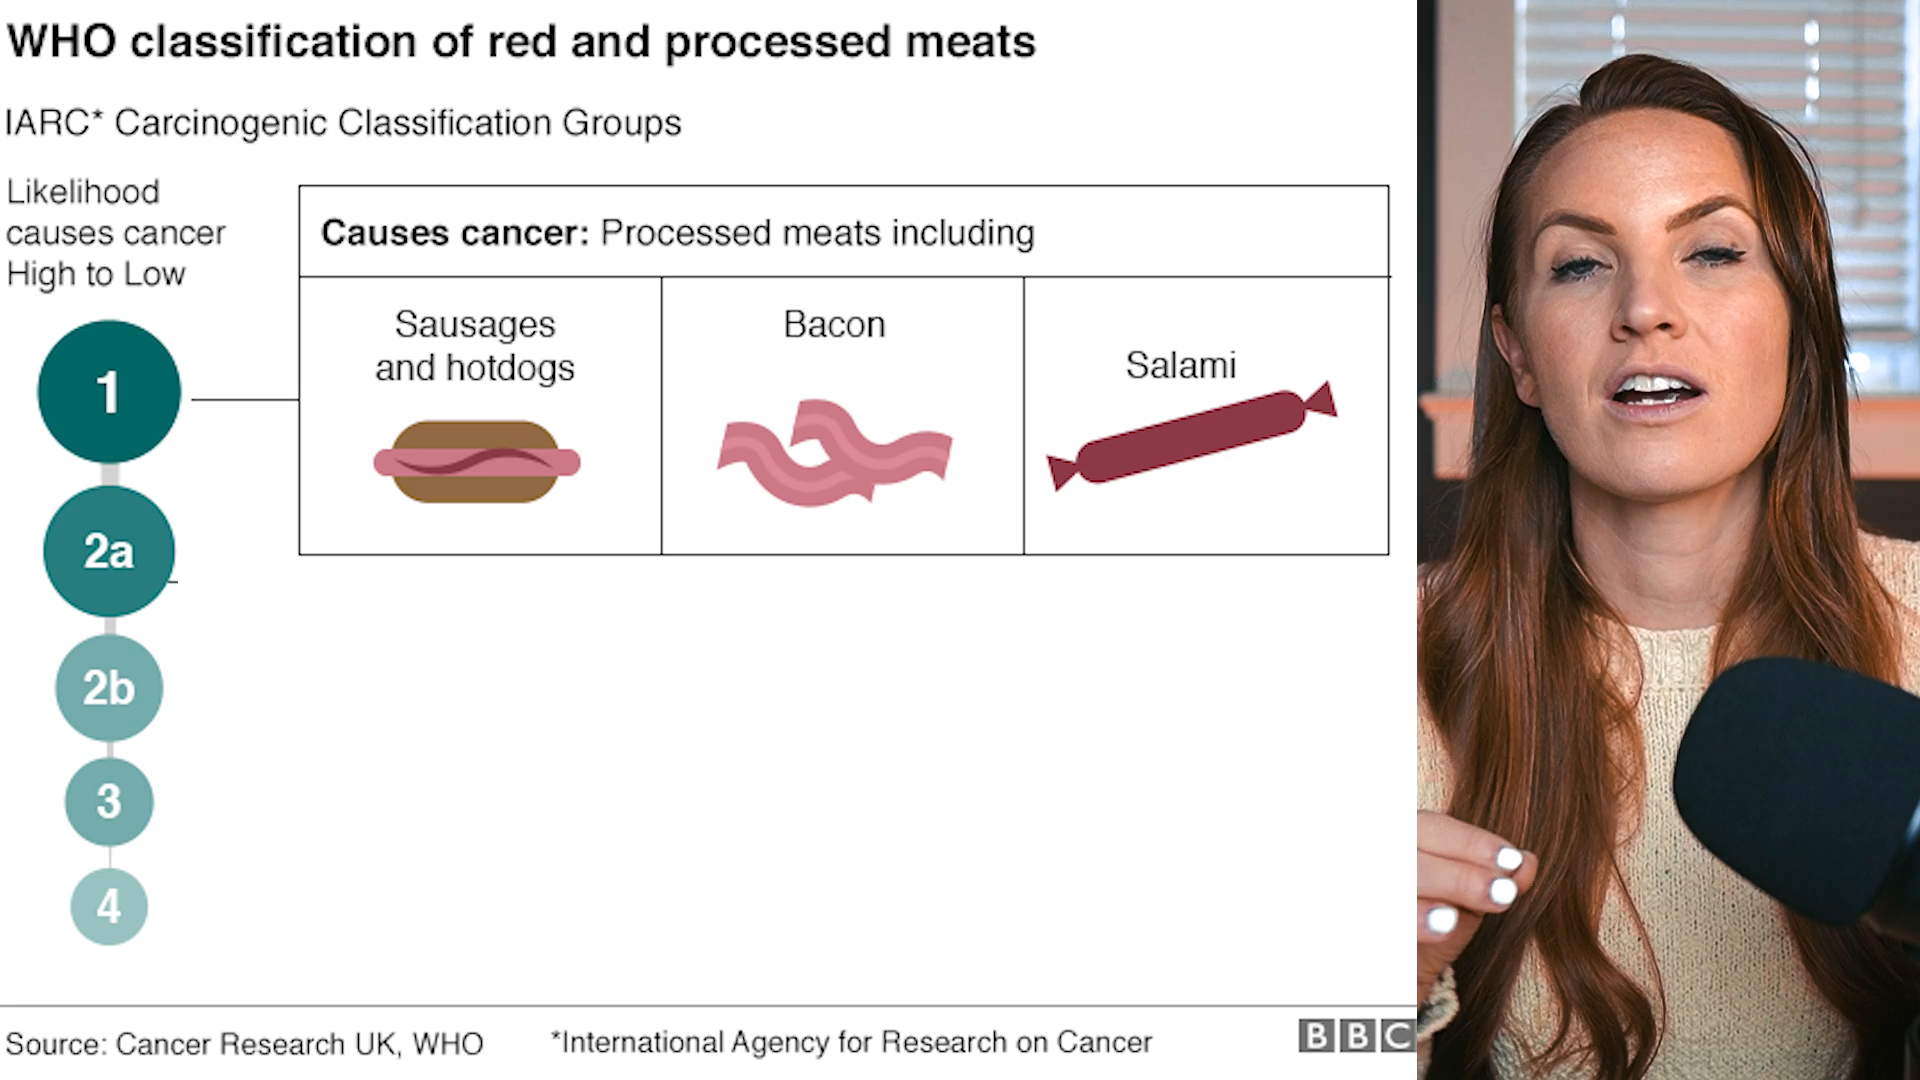 WHO classification of red and processed meats
IARC* Carcinogenic Classification Groups
Likelihood
causes cancer
High to Low
Causes cancer: Processed meats including
Sausages
and hotdogs
Bacon
Salami
1
2a
2b
3
4
Source: Cancer Research UK, WHO
*International Agency for Research on Cancer
BBC